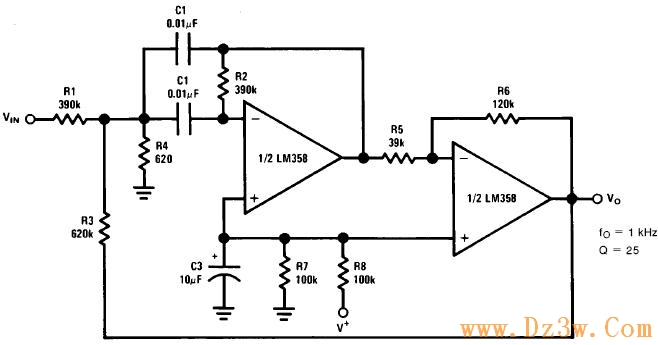 C1
0.01μF
C1
0.01μF
R1
390k
R2
390k
R6
120k
VIN
R5
39k
R4
620
−
+
1/2 LM358
−
+
1/2 LM358
VO
R3
620k
fO = 1 kHz
Q = 25
+
C3
10μF
R7
100k
R8
100k
V+
www.Dz3w.Com